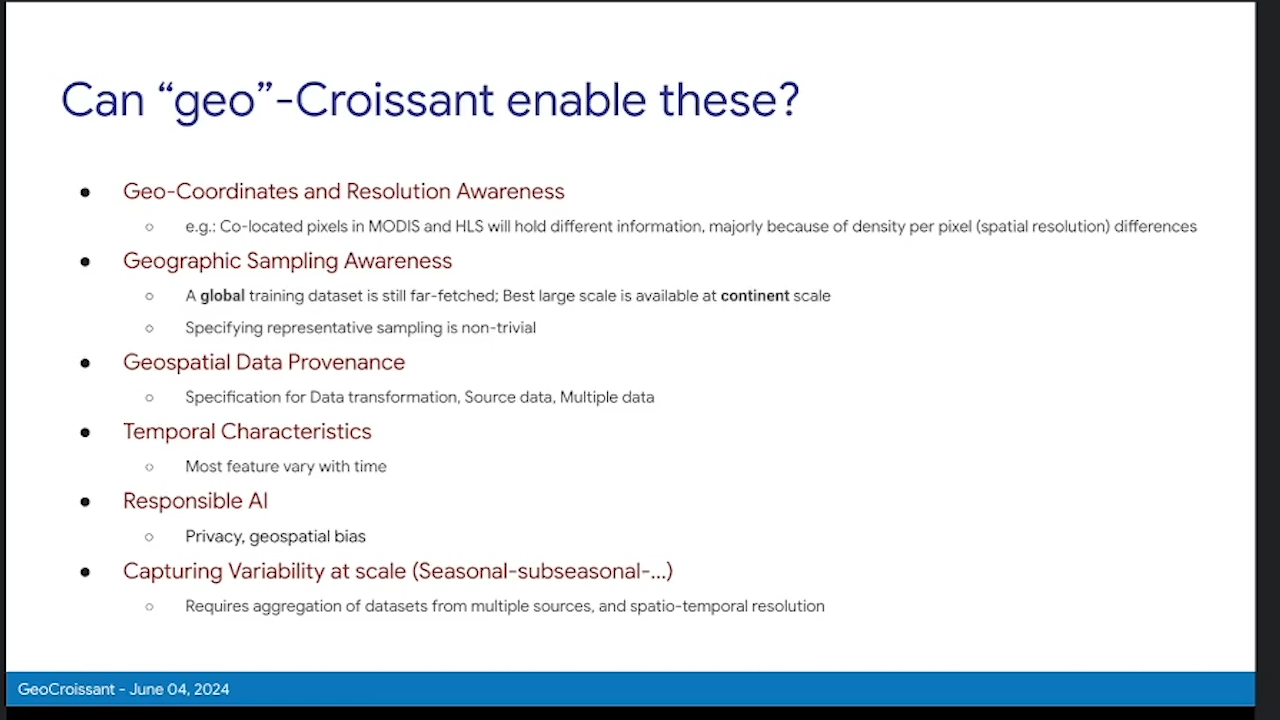 Can “geo”-Croissant enable these?
● Geo-Coordinates and Resolution Awareness
○ e.g.: Co-located pixels in MODIS and HLS will hold different information, majorly because of density per pixel (spatial resolution) differences
● Geographic Sampling Awareness
○ A global training dataset is still far-fetched; Best large scale is available at continent scale
○ Specifying representative sampling is non-trivial
● Geospatial Data Provenance
○ Specification for Data transformation, Source data, Multiple data
● Temporal Characteristics
○ Most feature vary with time
● Responsible AI
○ Privacy, geospatial bias
● Capturing Variability at scale (Seasonal-subseasonal-...)
○ Requires aggregation of datasets from multiple sources, and spatio-temporal resolution
GeoCroissant - June 04, 2024